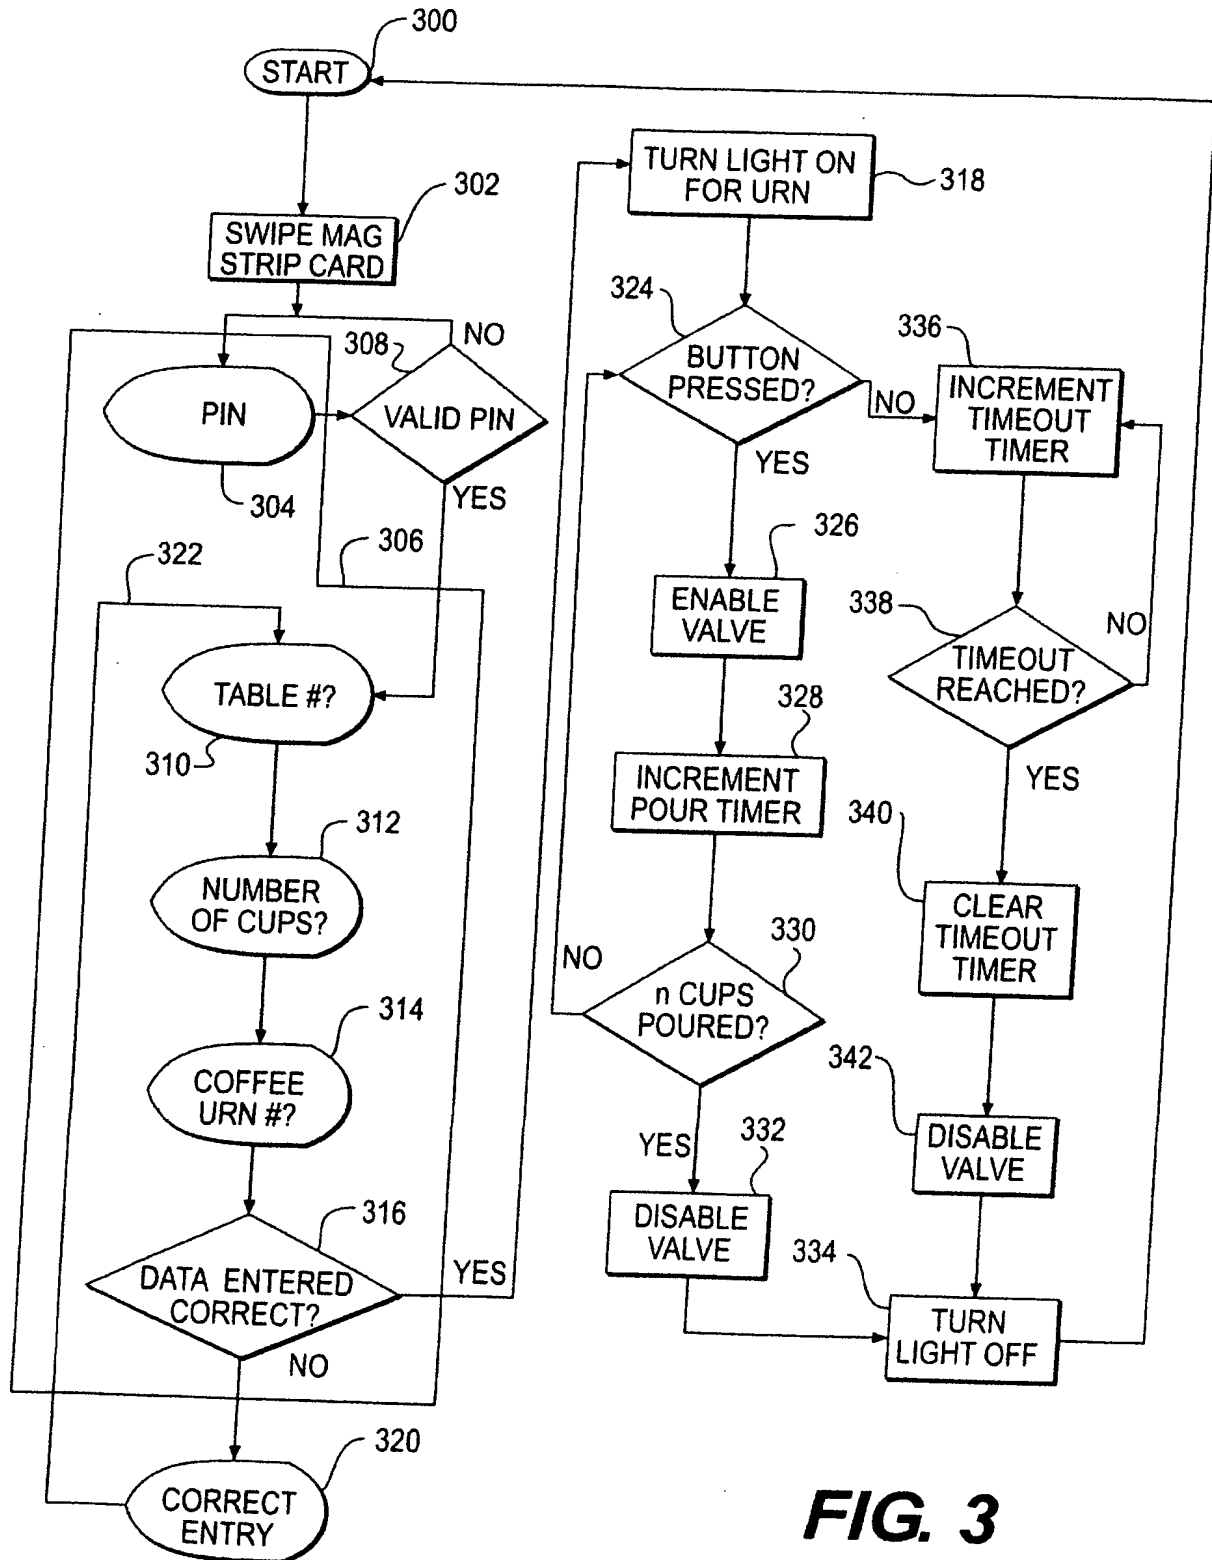 300
START
302
SWIPE MAG
STRIP CARD
308
NO
PIN
VALID PIN
304
YES
322
306
TABLE #?
310
312
NUMBER
OF CUPS?
314
COFFEE
URN #?
316
DATA ENTERED
CORRECT?
YES
NO
320
CORRECT
ENTRY
TURN LIGHT ON
FOR URN
318
324
BUTTON
PRESSED?
NO
YES
326
ENABLE
VALVE
328
INCREMENT
POUR TIMER
330
NO
n CUPS
POURED?
YES
332
DISABLE
VALVE
336
INCREMENT
TIMEOUT
TIMER
338
NO
TIMEOUT
REACHED?
YES
340
CLEAR
TIMEOUT
TIMER
342
DISABLE
VALVE
334
TURN
LIGHT OFF
FIG. 3